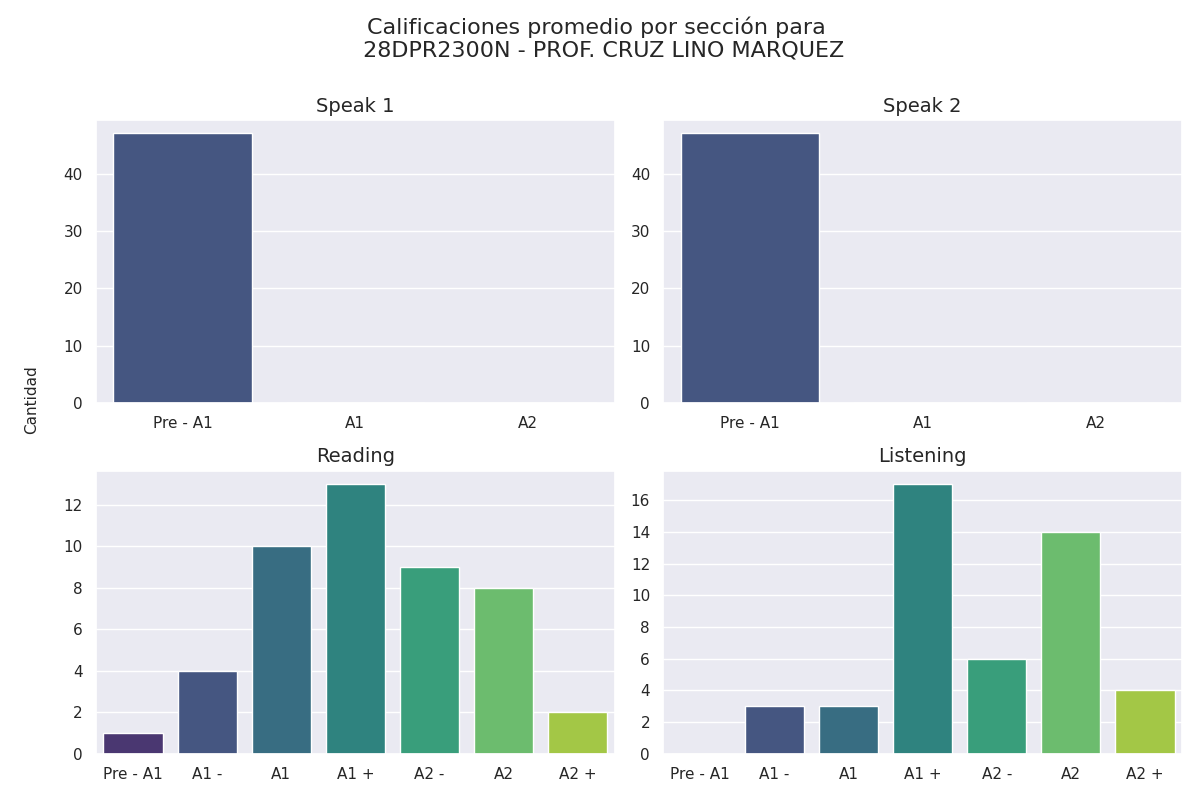 Calificaciones promedio por sección para
28DPR2300N - PROF. CRUZ LINO MARQUEZ
Speak 1
40
30
20
10
0
Pre - A1 A1 A2
Speak 2
40
30
20
10
0
Pre - A1 A1 A2
Cantidad
Reading
12
10
8
6
4
2
0
Pre - A1 A1 - A1 A1 + A2 - A2 A2 +
Listening
16
14
12
10
8
6
4
2
0
Pre - A1 A1 - A1 A1 + A2 - A2 A2 +